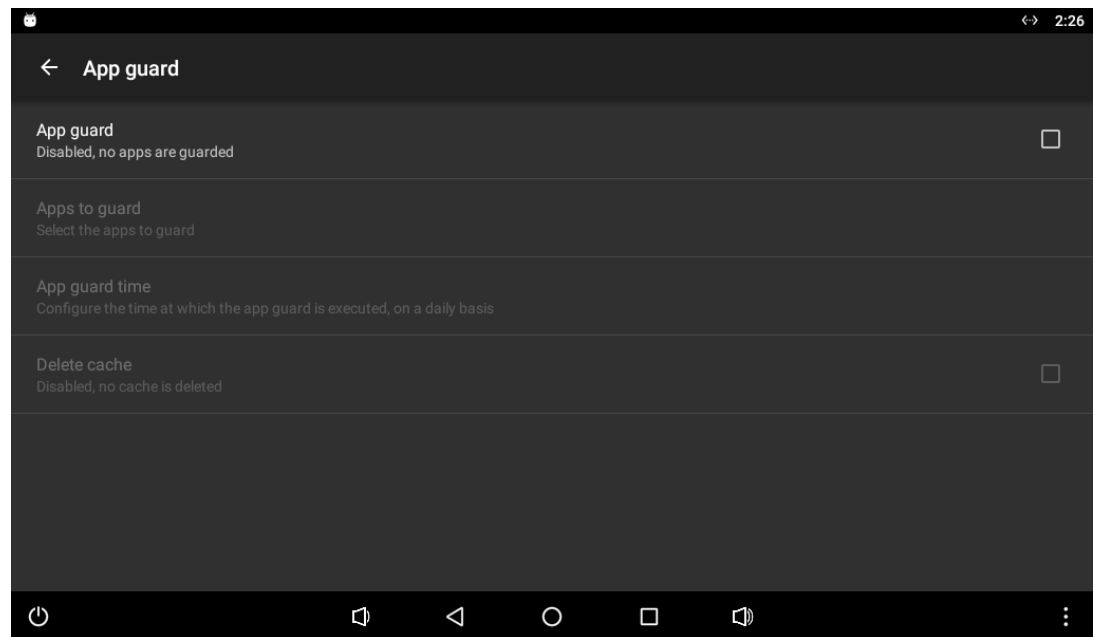 2:26
App guard
App guard
Disabled, no apps are guarded
Apps to guard
Select the apps to guard
App guard time
Configure the time at which the app guard is executed, on a daily basis
Delete cache
Disabled, no cache is deleted